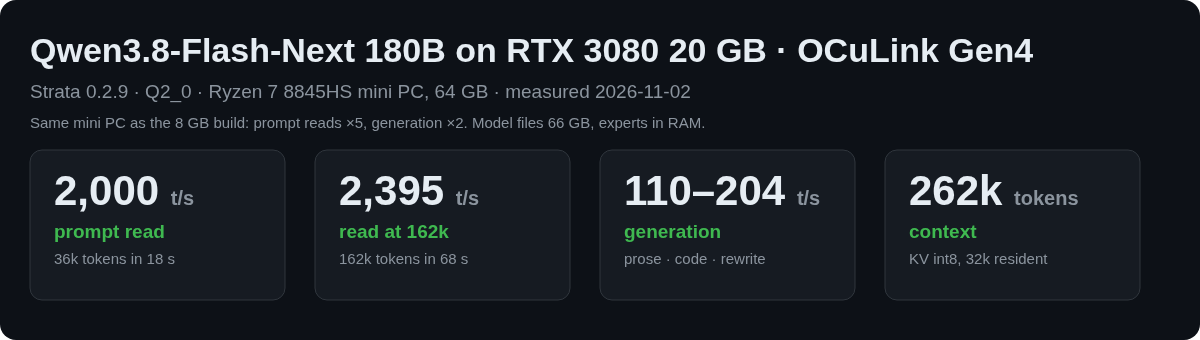 Qwen3.8-Flash-Next 180B on RTX 3080 20 GB · OCuLink Gen4
Strata 0.2.9 · Q2_0 · Ryzen 7 8845HS mini PC, 64 GB · measured 2026-11-02
Same mini PC as the 8 GB build: prompt reads ×5, generation ×2. Model files 66 GB, experts in RAM.
2,000 t/s
prompt read
36k tokens in 18 s
2,395 t/s
read at 162k
162k tokens in 68 s
110–204 t/s
generation
prose · code · rewrite
262k tokens
context
KV int8, 32k resident